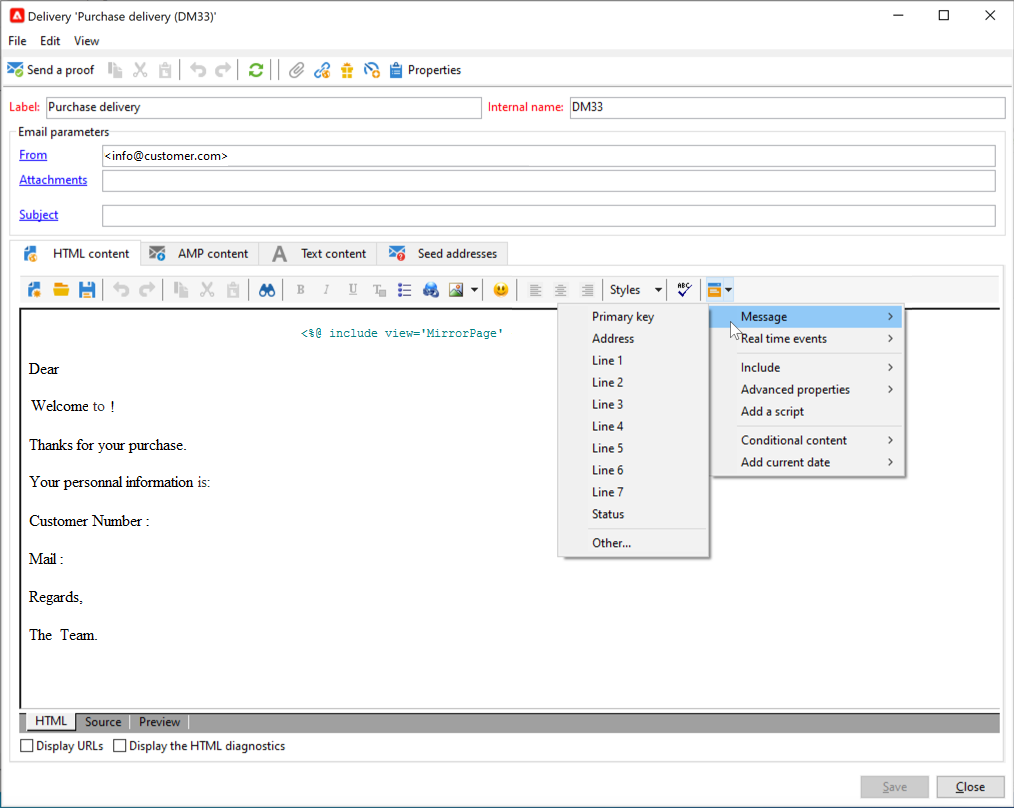 Delivery 'Purchase delivery (DM33)'
File Edit View
Send a proof Properties
Label: Purchase delivery Internal name: DM33
Email parameters
From <info@customer.com>
Attachments
Subject
HTML content AMP content Text content Seed addresses
B I U Styles ABC
<%@ include view='MirrorPage'
Dear
Welcome to !
Thanks for your purchase.
Your personnal information is:
Customer Number :
Mail :
Regards,
The Team.
Primary key
Address
Line 1
Line 2
Line 3
Line 4
Line 5
Line 6
Line 7
Status
Other...
Message
Real time events
Include
Advanced properties
Add a script
Conditional content
Add current date
HTML Source Preview
Display URLs Display the HTML diagnostics
Save Close